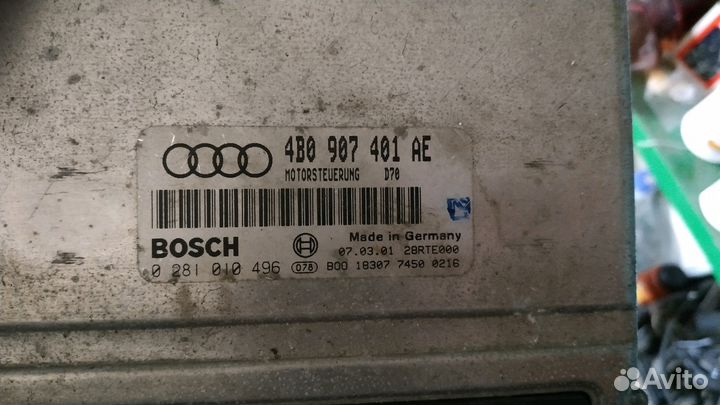 4B0 907 401 AE
MOTORSTEUERUNG D70
BOSCH
Made in Germany
07.03.01 28RTE000
0 281 010 496 078 BOO 18307 7450 0216
Avito